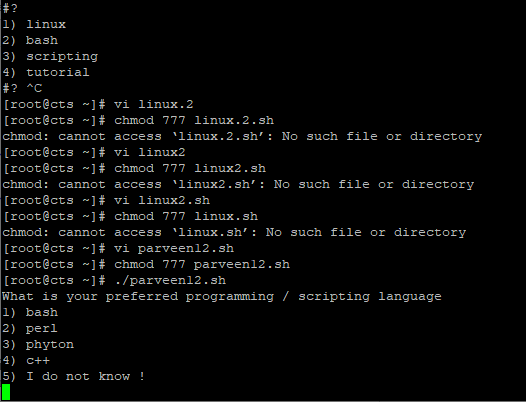 #?
1) linux
2) bash
3) scripting
4) tutorial
#? ^C
[root@cts ~]# vi linux.2
[root@cts ~]# chmod 777 linux.2.sh
chmod: cannot access ‘linux.2.sh’: No such file or directory
[root@cts ~]# vi linux2
[root@cts ~]# chmod 777 linux2.sh
chmod: cannot access ‘linux2.sh’: No such file or directory
[root@cts ~]# vi linux2.sh
[root@cts ~]# chmod 777 linux.sh
chmod: cannot access ‘linux.sh’: No such file or directory
[root@cts ~]# vi parveen12.sh
[root@cts ~]# chmod 777 parveen12.sh
[root@cts ~]# ./parveen12.sh
What is your preferred programming / scripting language
1) bash
2) perl
3) phyton
4) c++
5) I do not know !